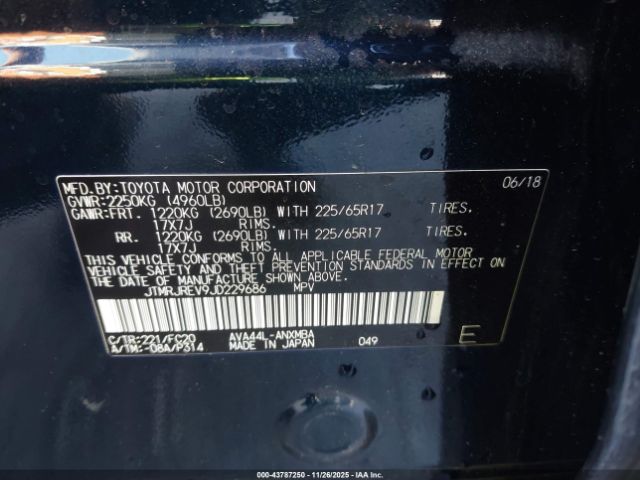 MFD.BY:TOYOTA MOTOR CORPORATION 06/18
GVWR:2250KG (4960LB)
GAWR:FRT. 1220KG (2690LB) WITH 225/65R17 TIRES.
17X7J RIMS.
RR. 1220KG (2690LB) WITH 225/65R17 TIRES.
17X7J RIMS.
THIS VEHICLE CONFORMS TO ALL APPLICABLE FEDERAL MOTOR
VEHICLE SAFETY AND THEFT PREVENTION STANDARDS IN EFFECT ON
THE DATE OF MANUFACTURE SHOWN ABOVE.
JTMRJREV9JD229686 MPV
C/TR:221/FC20 AVA44L-ANXMBA E
A/TM:-08A/P314 MADE IN JAPAN 049
000-43787250 - 11/26/2025 - IAAI.COM